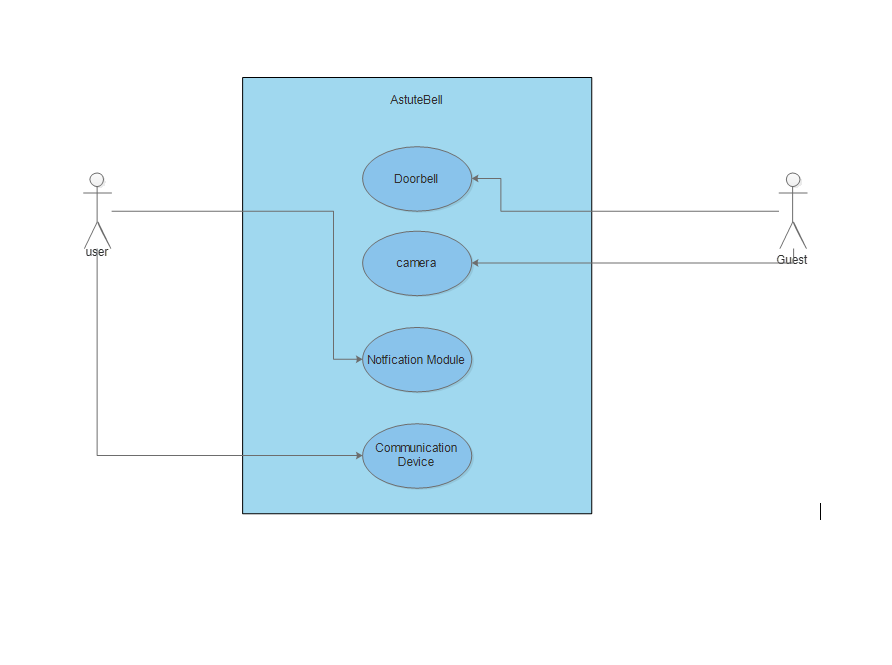 AstuteBell
Doorbell
user
camera
Guest
Notfication Module
Communication
Device